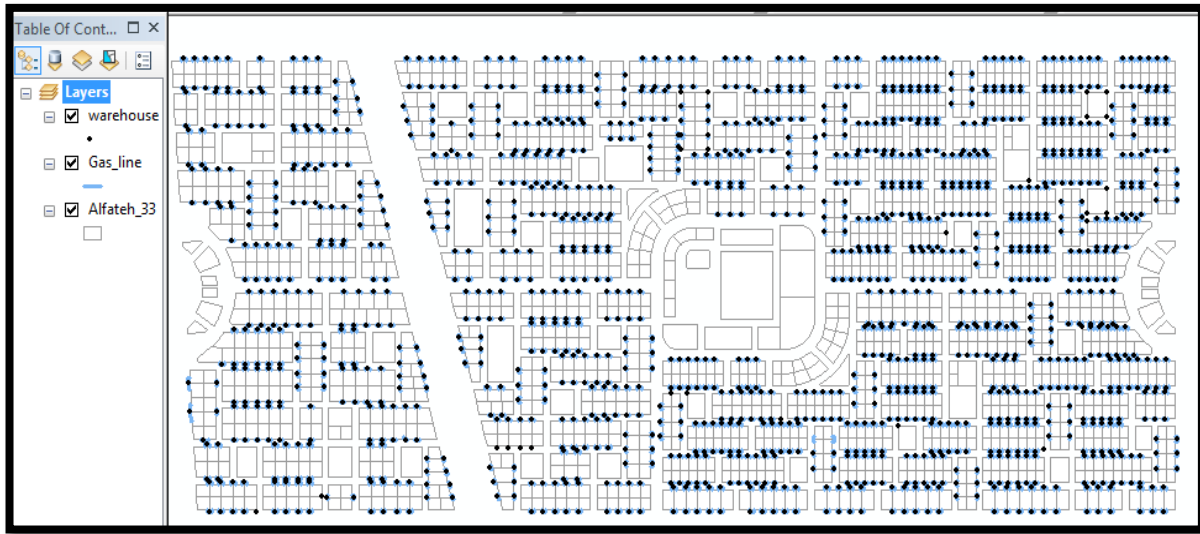 Table Of Cont...
Layers
warehouse
Gas_line
Alfateh_33